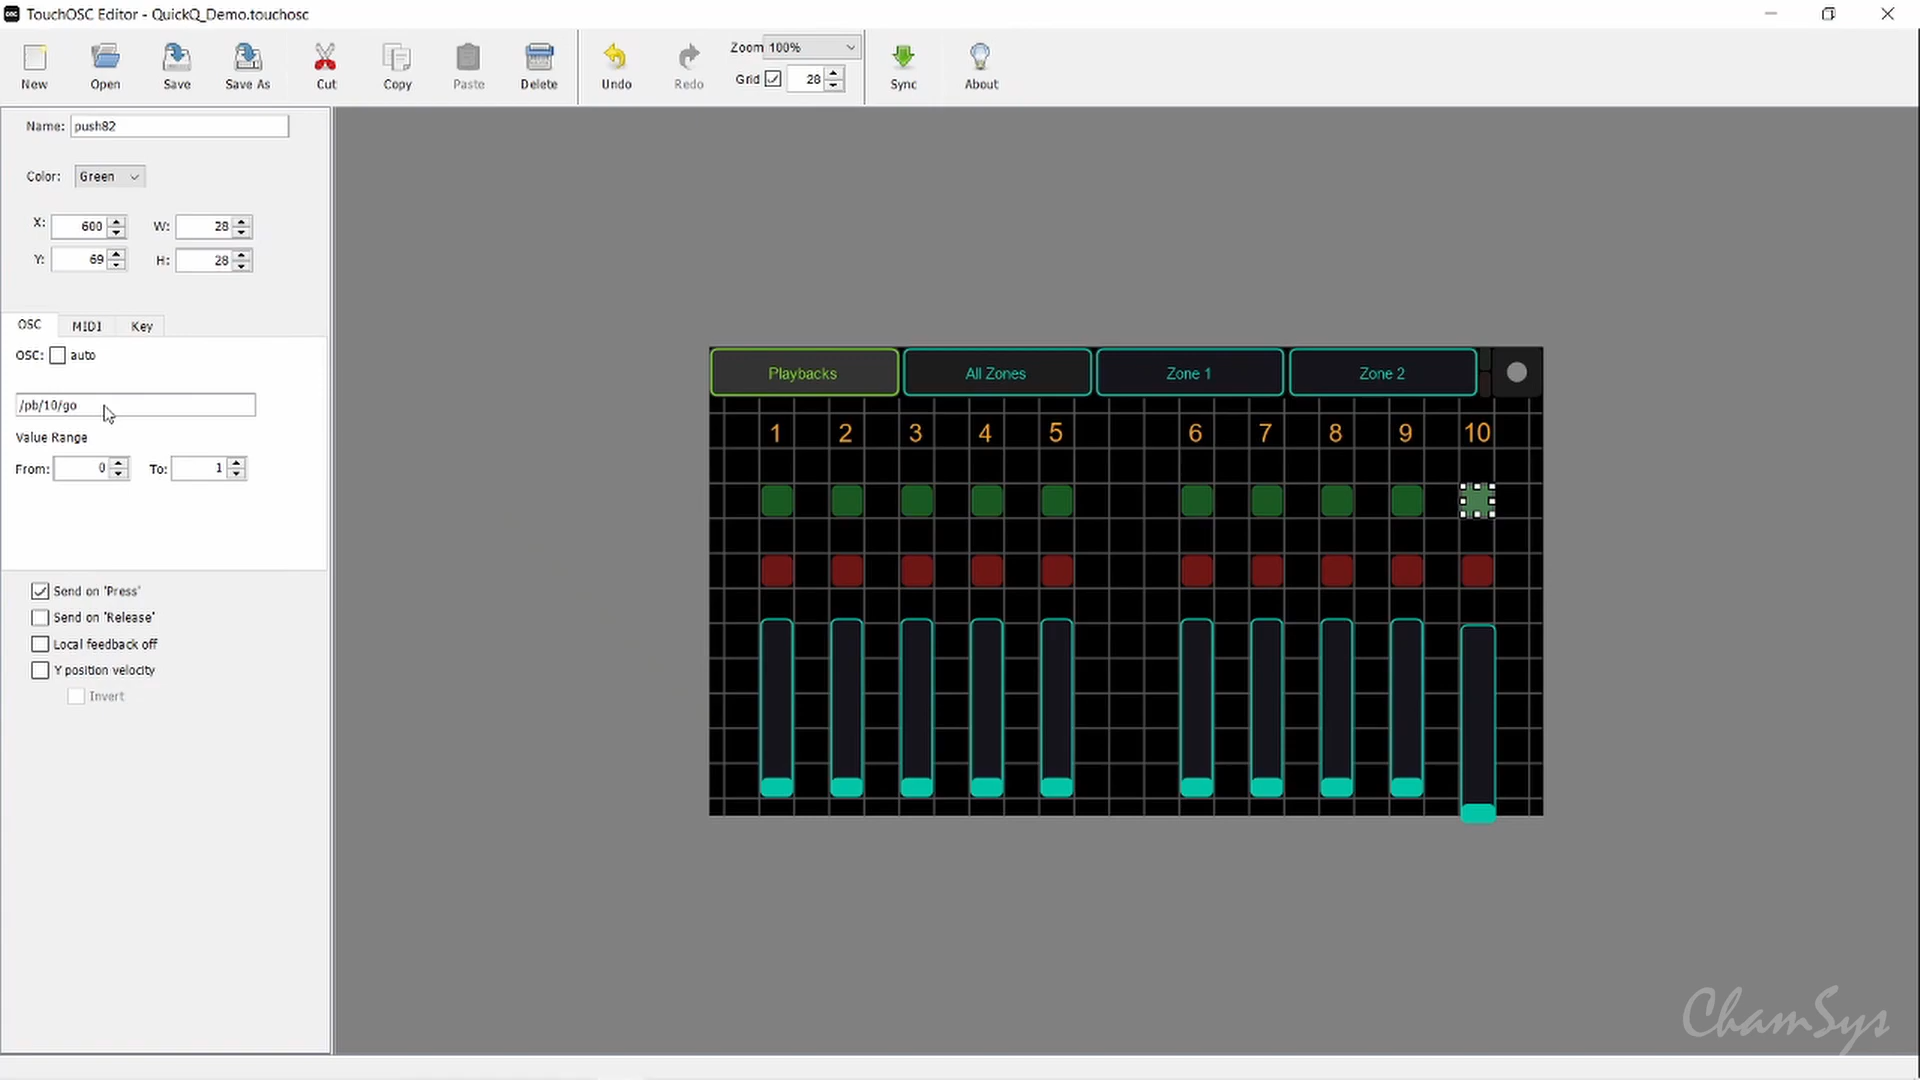 TouchOSC Editor - QuickQ_Demo.touchosc
New
Open
Save
Save As
Cut
Copy
Paste
Delete
Undo
Redo
Zoom 100%
Grid 28
Sync
About
Name: push82
Color: Green
X: 600 W: 28
Y: 69 H: 28
OSC MIDI Key
OSC: auto
/pb/10/go
Value Range
From: 0 To: 1
Send on 'Press'
Send on 'Release'
Local feedback off
Y position velocity
Invert
Playbacks All Zones Zone 1 Zone 2
1 2 3 4 5 6 7 8 9 10
ChamSys